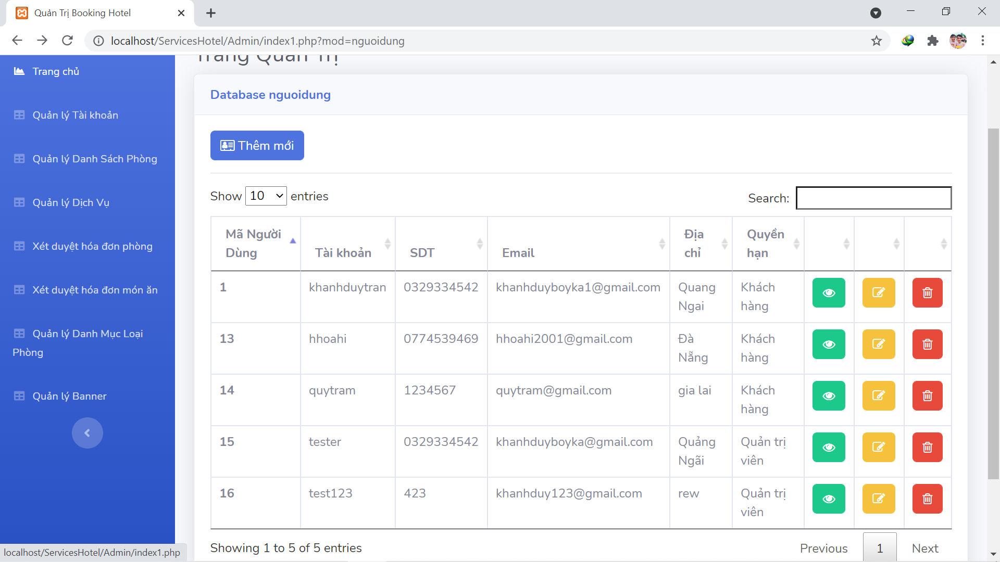 Quản Trị Booking Hotel
localhost/ServicesHotel/Admin/index1.php?mod=nguoidung
Trang Quản Trị
Trang chủ
Quản lý Tài khoản
Quản lý Danh Sách Phòng
Quản lý Dịch Vụ
Xét duyệt hóa đơn phòng
Xét duyệt hóa đơn món ăn
Quản lý Danh Mục Loại
Phòng
Quản lý Banner
Database nguoidung
Thêm mới
Show 10 entries
Search:
Mã Người Dùng Tài khoản SDT Email Địa chỉ Quyền hạn
1 khanhduytran 0329334542 khanhduyboyka1@gmail.com Quang Ngai Khách hàng
13 hhoahi 0774539469 hhoahi2001@gmail.com Đà Nẵng Khách hàng
14 quytram 1234567 quytram@gmail.com gia lai Khách hàng
15 tester 0329334542 khanhduyboyka@gmail.com Quảng Ngãi Quản trị viên
16 test123 423 khanhduy123@gmail.com rew Quản trị viên
Showing 1 to 5 of 5 entries
Previous 1 Next
localhost/ServicesHotel/Admin/index1.php